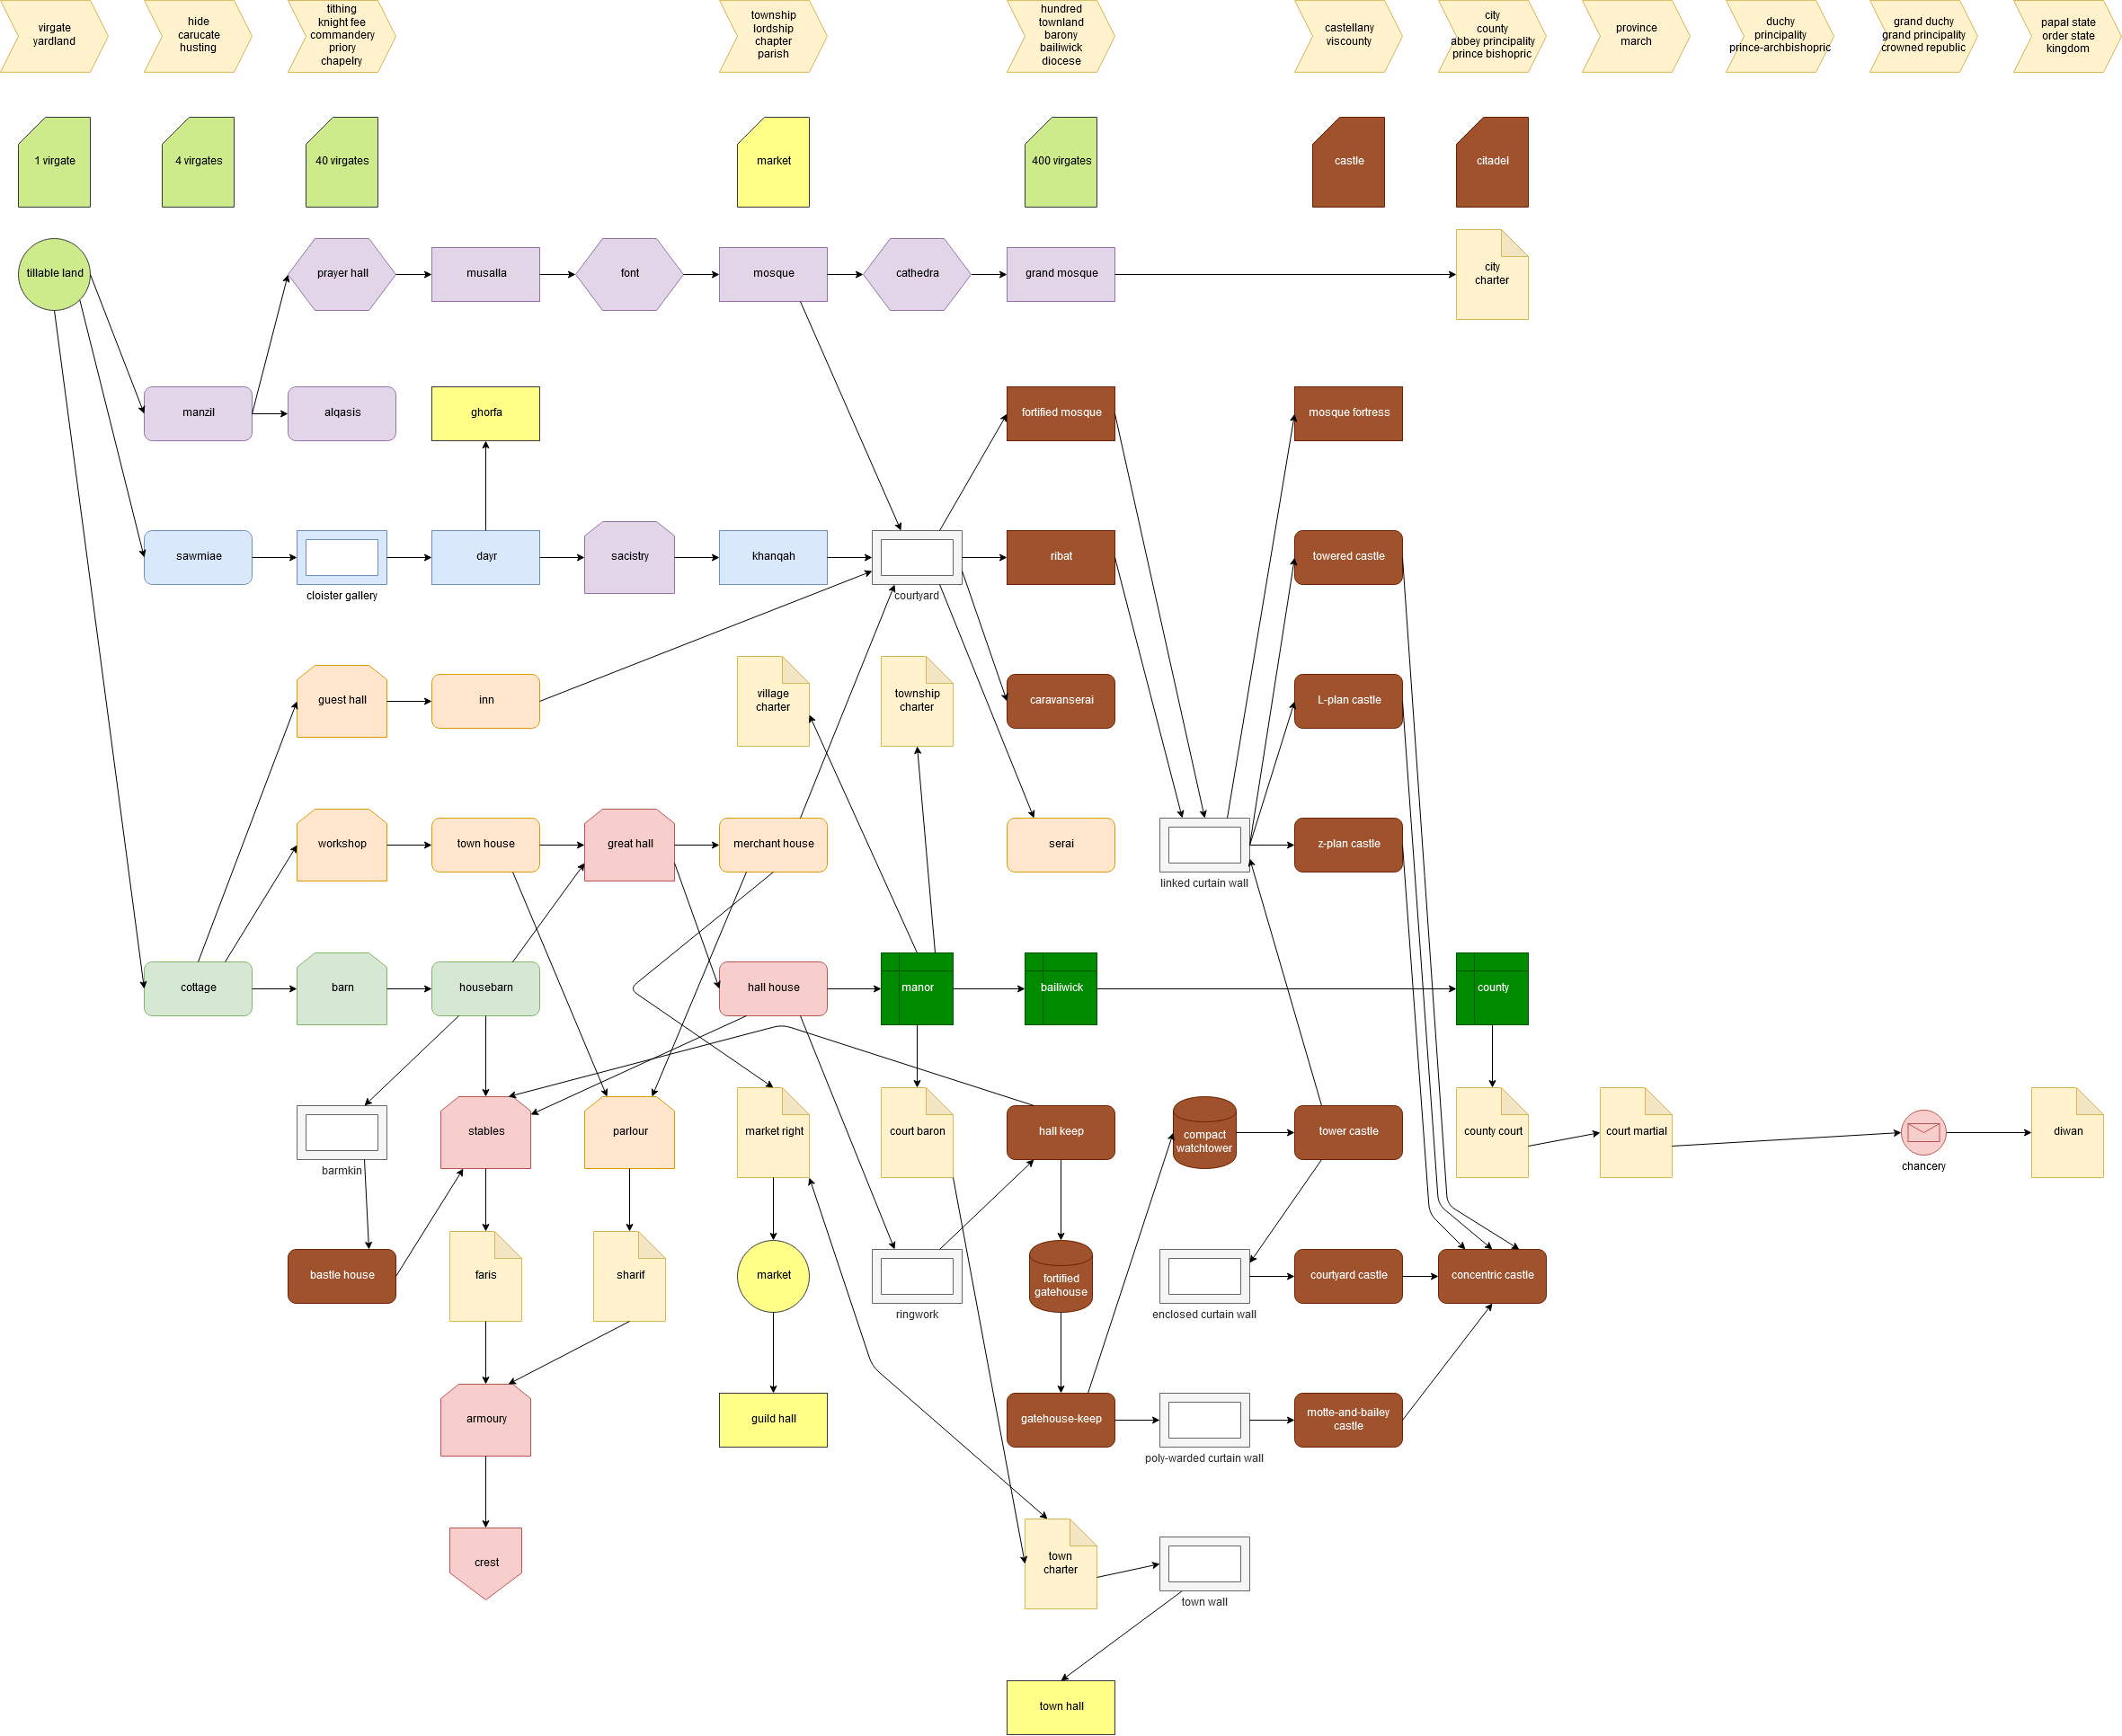 virgate
yardland
hide
carucate
husting
tithing
knight fee
commandery
priory
chapelry
township
lordship
chapter
parish
hundred
townland
barony
bailiwick
diocese
castellany
viscounty
city
county
abbey principality
prince bishopric
province
march
duchy
principality
prince-archbishopric
grand duchy
grand principality
crowned republic
papal state
order state
kingdom
1 virgate
4 virgates
40 virgates
market
400 virgates
castle
citadel
tillable land
prayer hall
musalla
font
mosque
cathedra
grand mosque
city
charter
manzil
alqasis
ghorfa
fortified mosque
mosque fortress
sawmiae
cloister gallery
dayr
sacistry
khanqah
courtyard
ribat
towered castle
guest hall
inn
village
charter
township
charter
caravanserai
L-plan castle
workshop
town house
great hall
merchant house
serai
linked curtain wall
z-plan castle
cottage
barn
housebarn
hall house
manor
bailiwick
county
barmkin
stables
parlour
market right
court baron
hall keep
compact
watchtower
tower castle
county court
court martial
chancery
diwan
bastle house
faris
sharif
market
ringwork
fortified
gatehouse
enclosed curtain wall
courtyard castle
concentric castle
armoury
guild hall
gatehouse-keep
poly-warded curtain wall
motte-and-bailey
castle
crest
town
charter
town wall
town hall